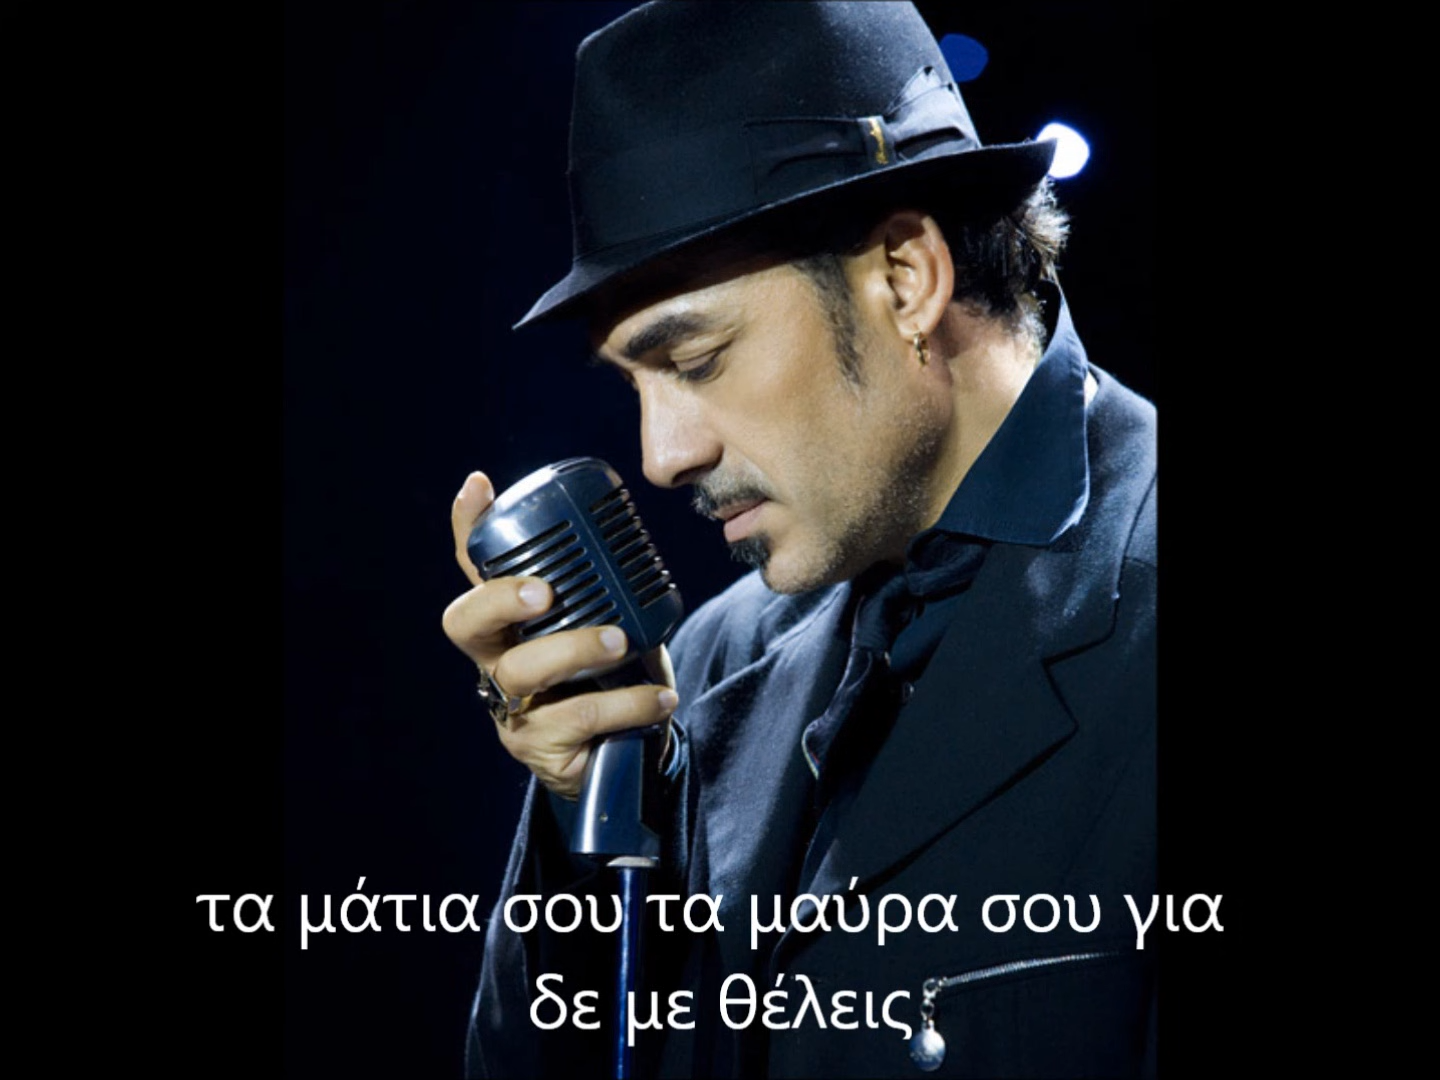 τα μάτια σου τα μαύρα σου για
δε με θέλεις